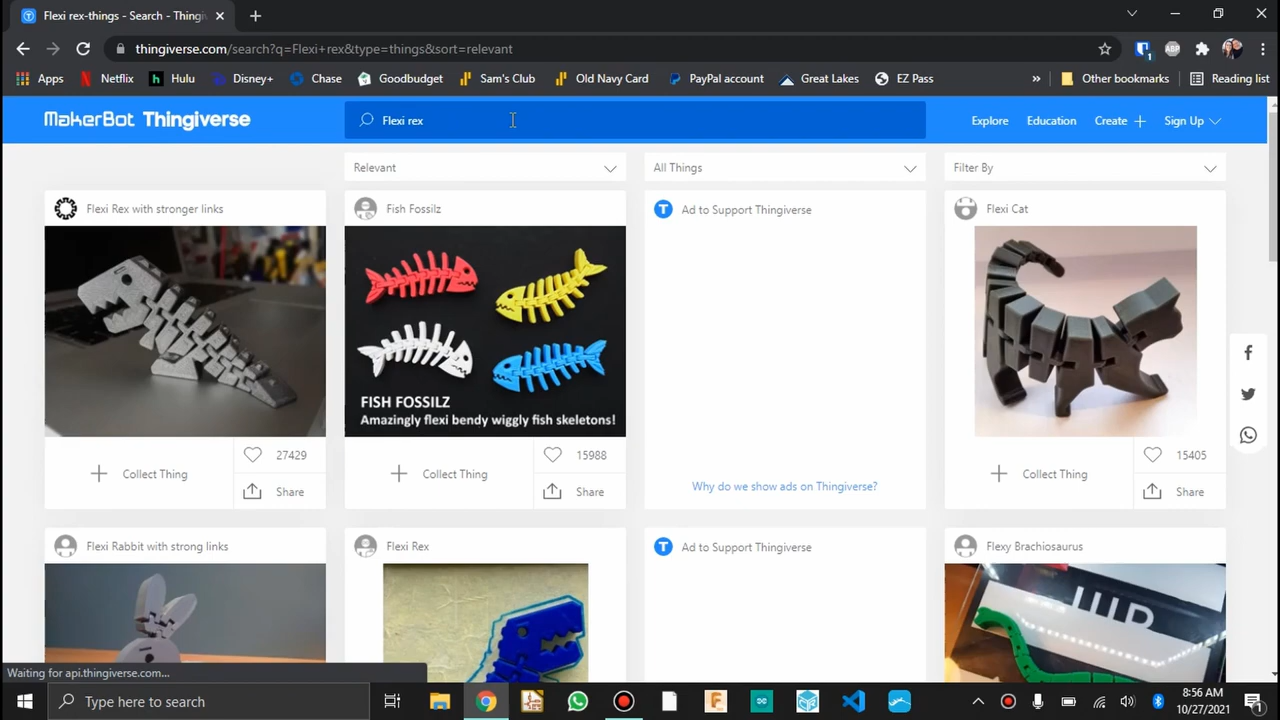 Flexi rex-things - Search - Thingi
thingiverse.com/search?q=Flexi+rex&type=things&sort=relevant
Apps Netflix Hulu Disney+ Chase Goodbudget Sam's Club Old Navy Card PayPal account Great Lakes EZ Pass » Other bookmarks Reading list
MakerBot Thingiverse Flexi rex Explore Education Create Sign Up
Relevant All Things Filter By
Flexi Rex with stronger links
Fish Fossilz
Ad to Support Thingiverse
Flexi Cat
FISH FOSSILZ
Amazingly flexi bendy wiggly fish skeletons!
Collect Thing 27429
Share
Collect Thing 15988
Share
Why do we show ads on Thingiverse?
Collect Thing 15405
Share
Flexi Rabbit with strong links
Flexi Rex
Ad to Support Thingiverse
Flexy Brachiosaurus
Waiting for api.thingiverse.com...
Type here to search
8:56 AM
10/27/2021